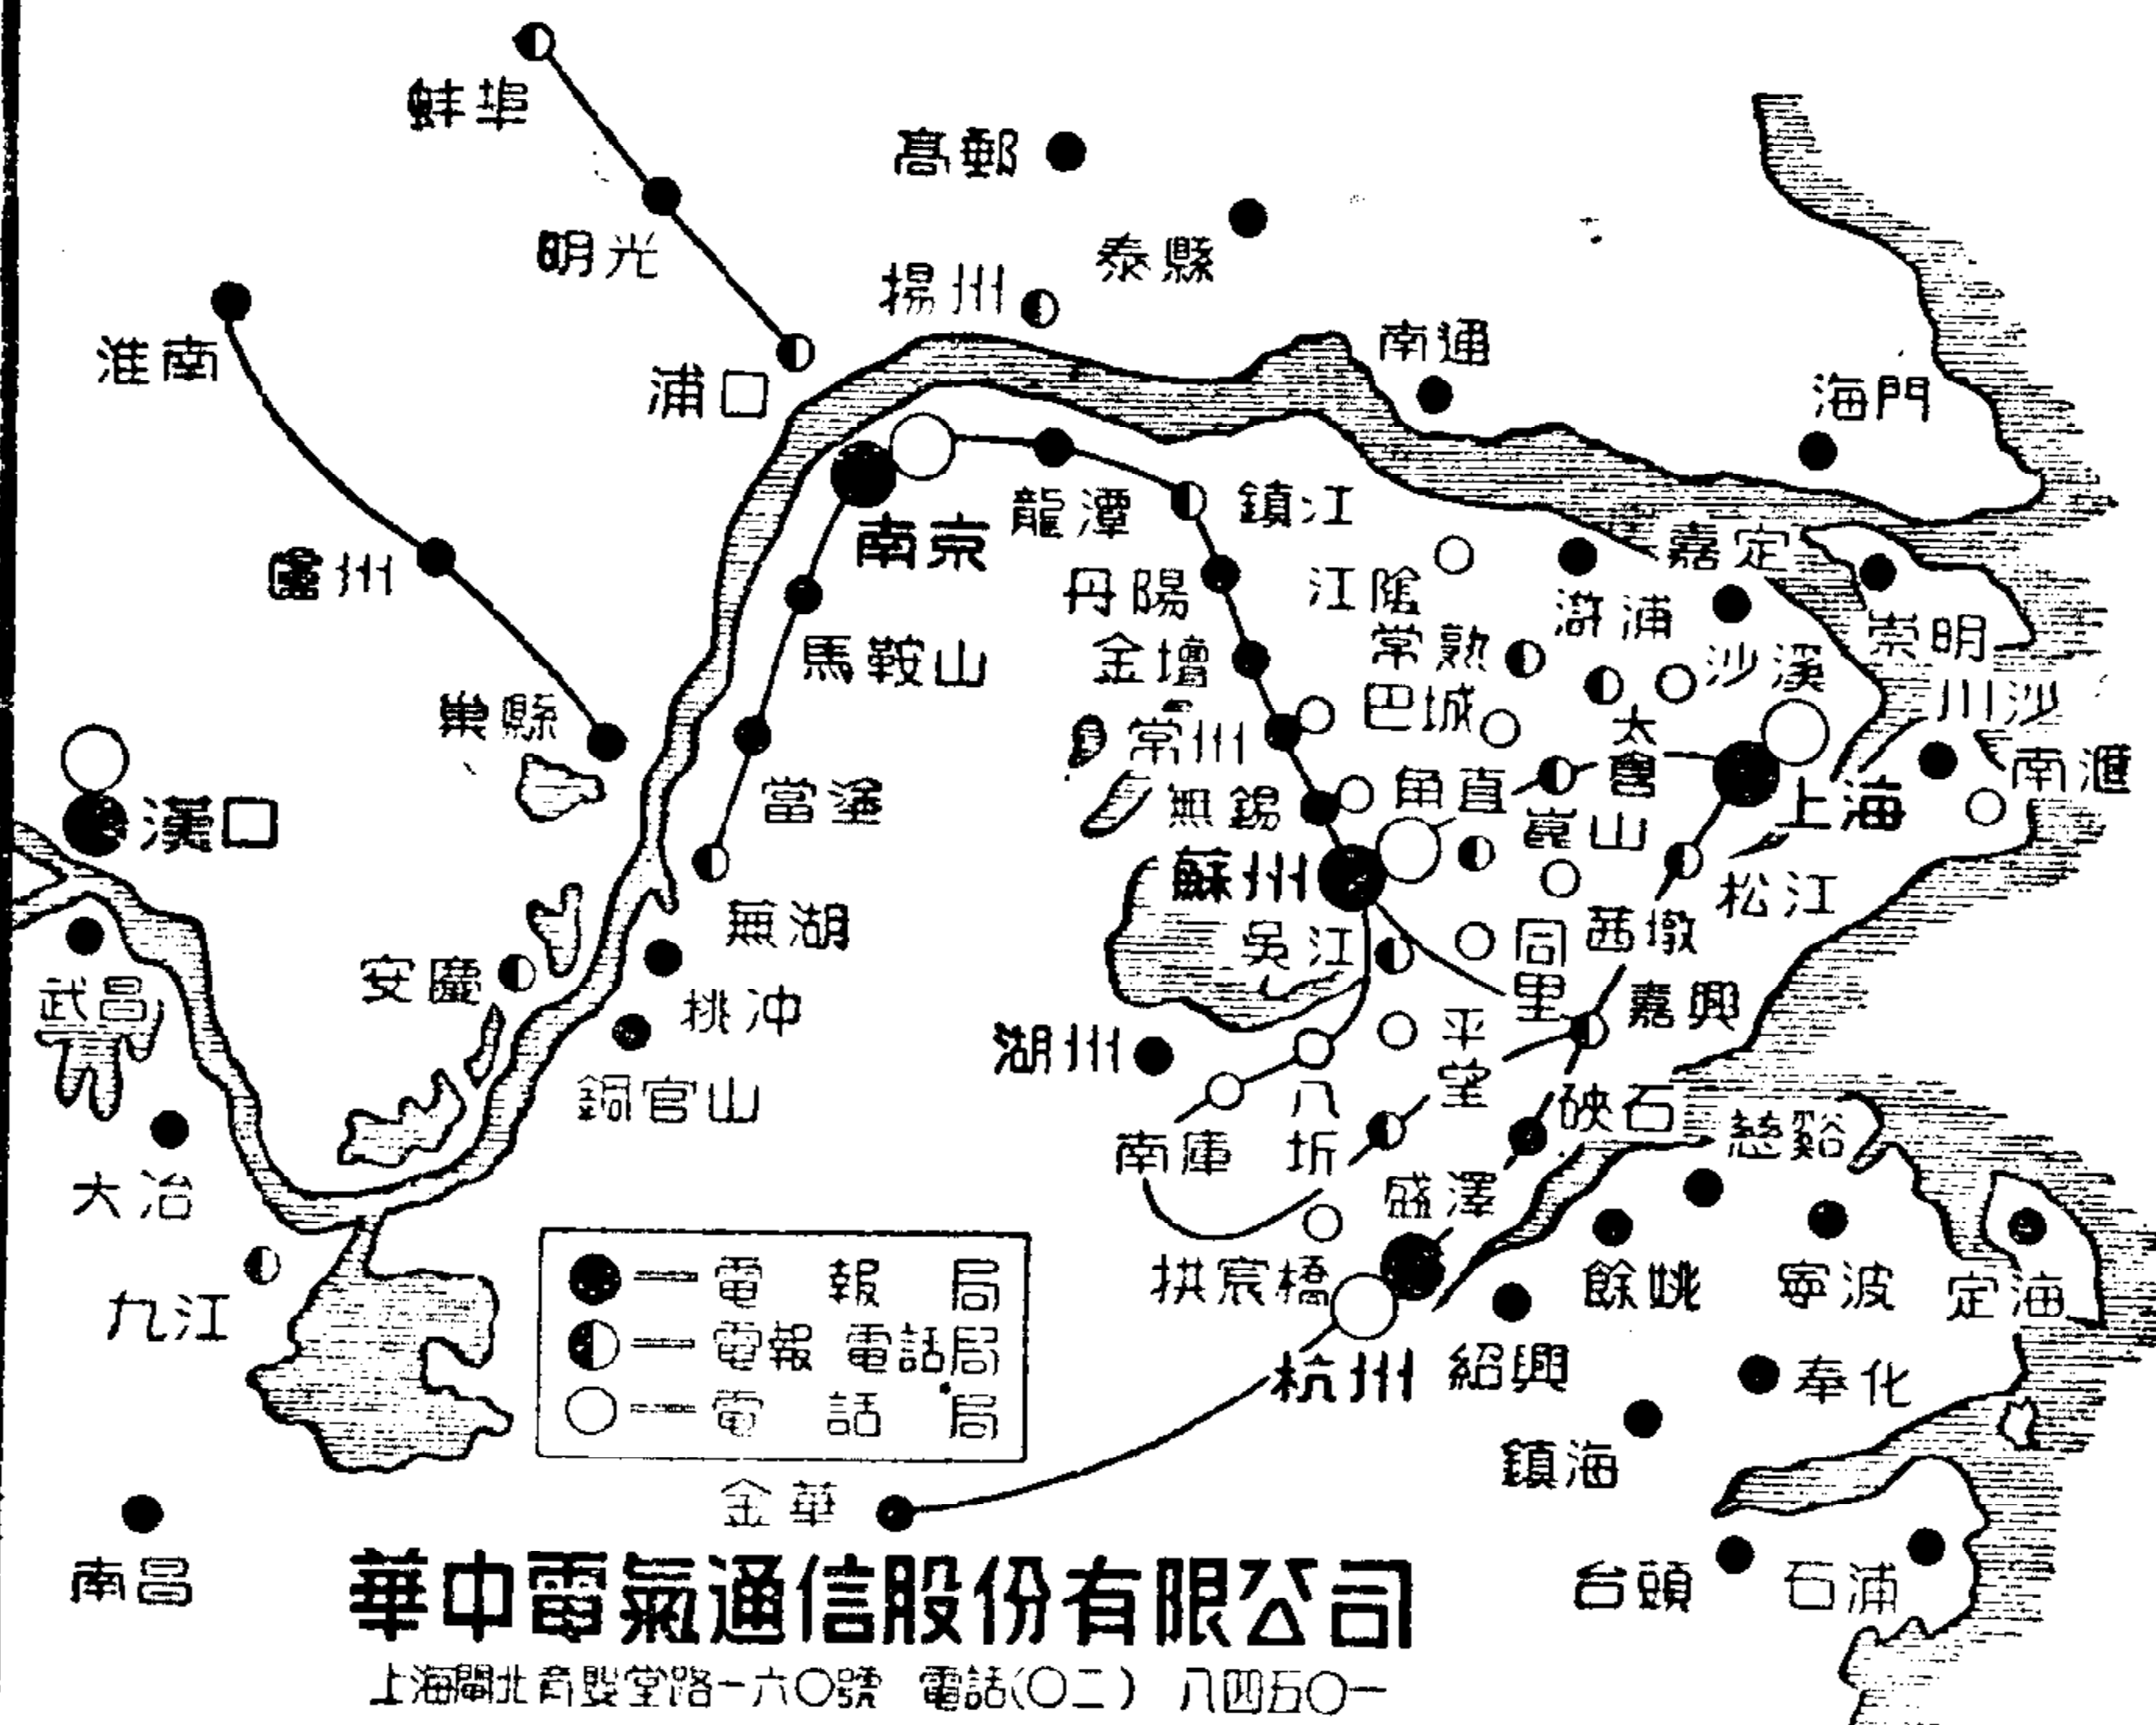 蚌埠
高郵
明光
泰縣
揚州
淮南
南通
浦口
海門
龍潭
鎮江
南京
嘉定
廬州
丹陽
江陰
滸浦
崇明
馬鞍山
金壇
常熟
沙溪
巢縣
巴城
川沙
常州
太倉
南滙
當塗
無錫
甪直
漢口
崑山
上海
蘇州
松江
蕪湖
吳江
同里
茜墩
安慶
武昌
桃冲
嘉興
湖州
平望
銅官山
八坼
硤石
慈谿
南庫
大冶
盛澤
拱宸橋
餘姚
寧波
定海
九江
杭州
紹興
奉化
鎮海
●＝電報局
◐＝電報電話局
○＝電話局
金華
南昌
台頭
石浦
華中電氣通信股份有限公司
上海閘北育嬰堂路一六〇號 電話(〇二) 八四五〇一